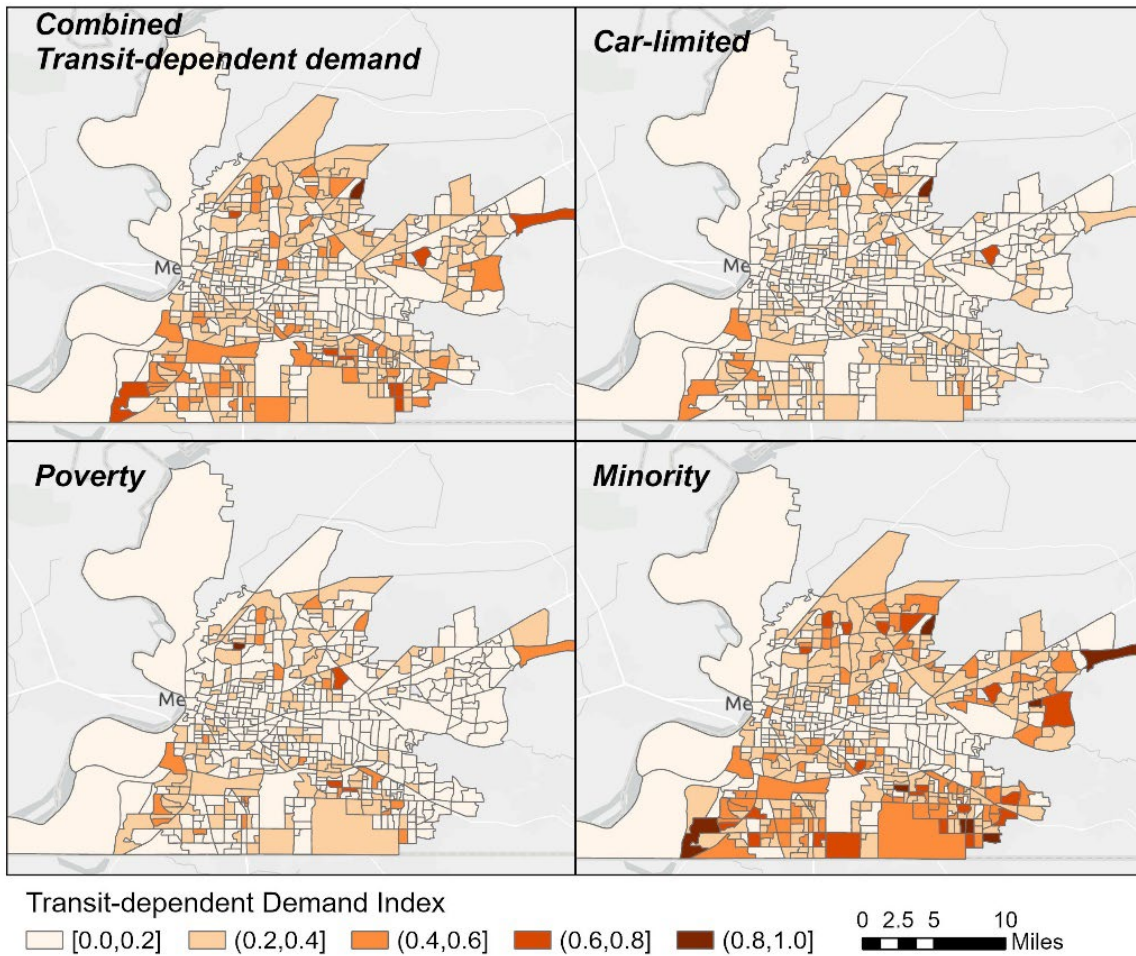 Combined
Transit-dependent demand
Car-limited
Me
Me
Poverty
Minority
Me
Me
Transit-dependent Demand Index
[0.0,0.2] (0.2,0.4] (0.4,0.6] (0.6,0.8] (0.8,1.0]
0 2.5 5 10
Miles